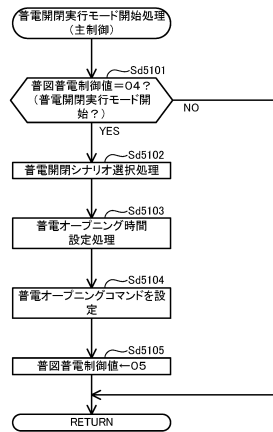 普電開閉実行モード開始処理
(主制御)
Sd5101
普図普電制御値=04?
(普電開閉実行モード開
始?)
NO
YES
Sd5102
普電開閉シナリオ選択処理
Sd5103
普電オープニング時間
設定処理
Sd5104
普電オープニングコマンドを設
定
Sd5105
普図普電制御値←05
RETURN